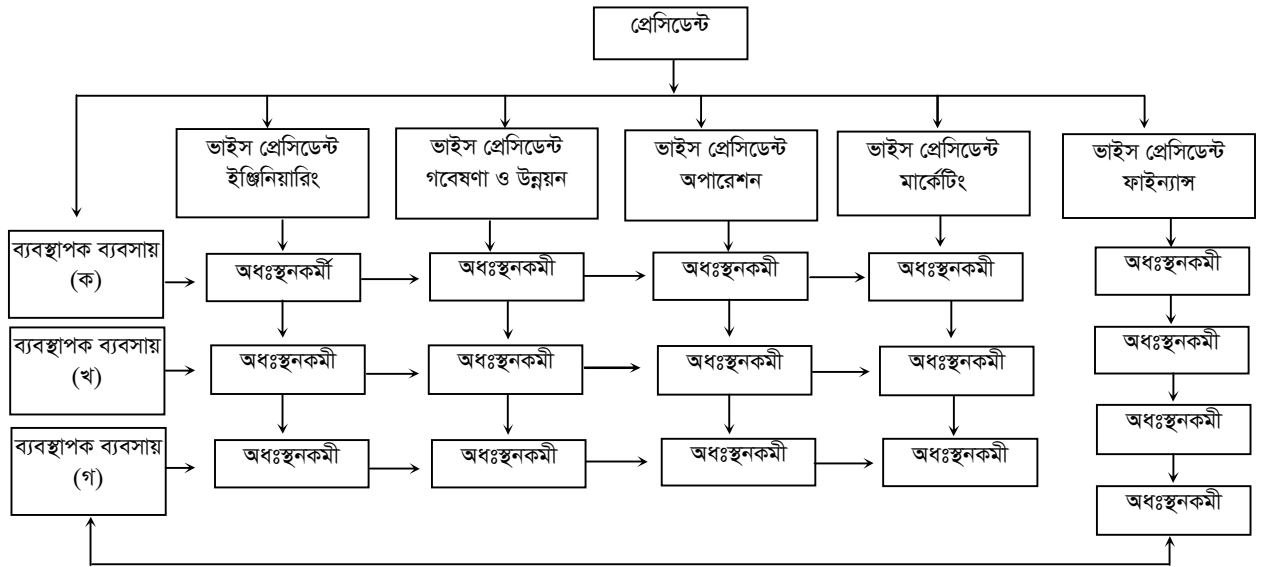 প্রেসিডেন্ট
ভাইস প্রেসিডেন্ট
ইঞ্জিনিয়ারিং
ভাইস প্রেসিডেন্ট
গবেষণা ও উন্নয়ন
ভাইস প্রেসিডেন্ট
অপারেশন
ভাইস প্রেসিডেন্ট
মার্কেটিং
ভাইস প্রেসিডেন্ট
ফাইন্যান্স
ব্যবস্থাপক ব্যবসায়
(ক)
অধঃস্থনকর্মী
অধঃস্থনকমী
অধঃস্থনকমী
অধঃস্থনকমী
অধঃস্থনকমী
ব্যবস্থাপক ব্যবসায়
(খ)
অধঃস্থনকমী
অধঃস্থনকমী
অধঃস্থনকমী
অধঃস্থনকমী
অধঃস্থনকমী
অধঃস্থনকমী
ব্যবস্থাপক ব্যবসায়
(গ)
অধঃস্থনকমী
অধঃস্থনকমী
অধঃস্থনকমী
অধঃস্থনকমী
অধঃস্থনকমী